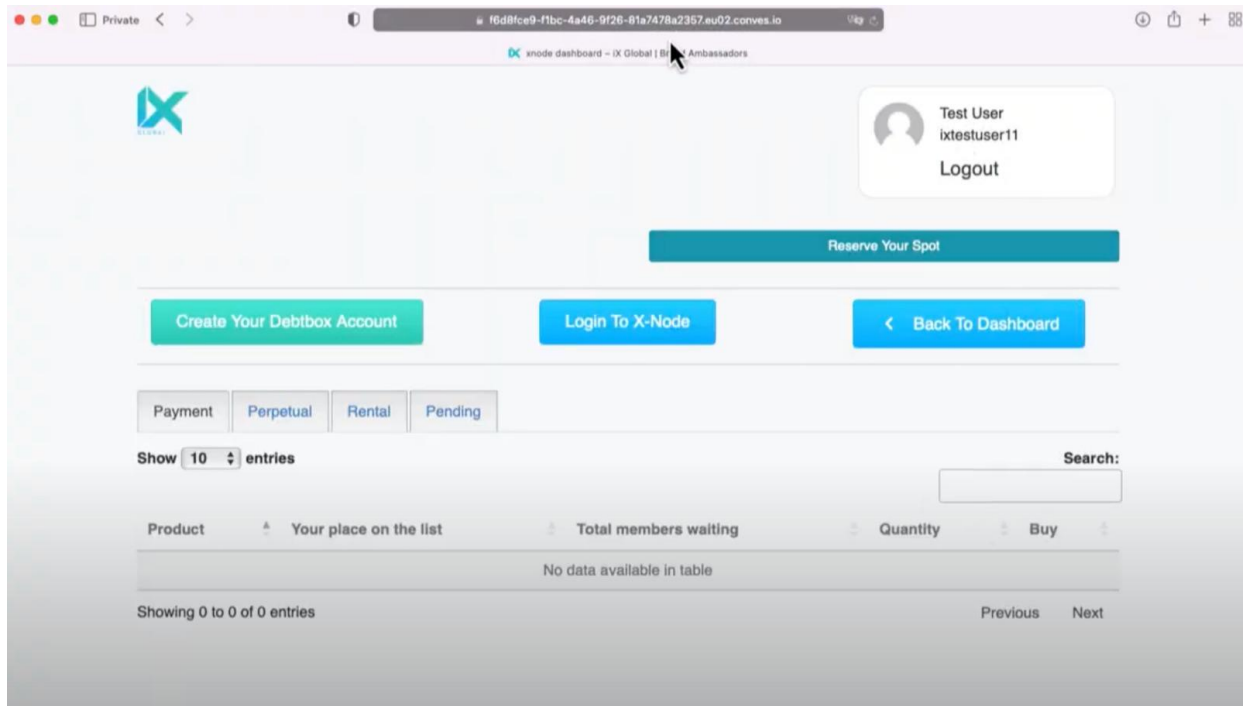 Private
f6d8fce9-f1bc-4a46-9f26-81a7478a2357.eu02.conves.io
xnode dashboard – iX Global | Ambassadors
iX
GLOBAL
Test User
ixtestuser11
Logout
Reserve Your Spot
Create Your Debtbox Account
Login To X-Node
Back To Dashboard
Payment
Perpetual
Rental
Pending
Show 10 entries
Search:
Product
Your place on the list
Total members waiting
Quantity
Buy
No data available in table
Showing 0 to 0 of 0 entries
Previous
Next